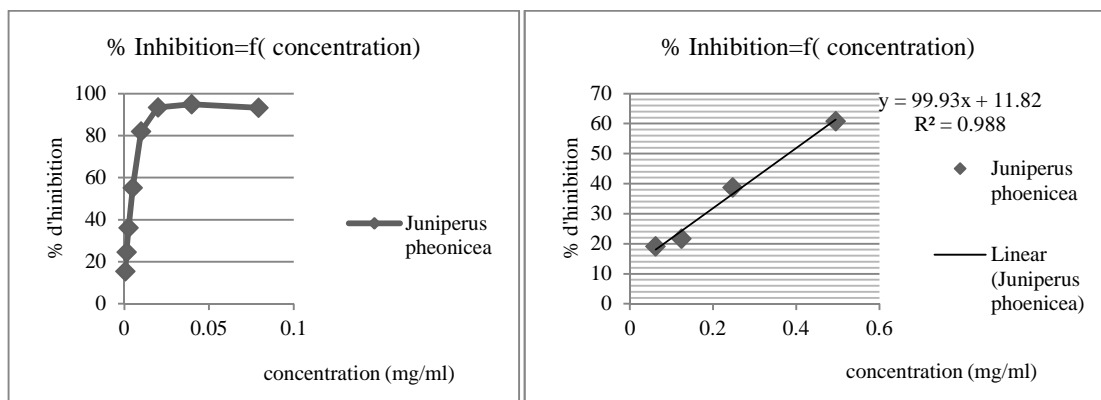 % Inhibition=f( concentration)
100
80
60
40
20
0
% d'hinibition
0
0.05
0.1
concentration (mg/ml)
Juniperus
pheonicea
% Inhibition=f( concentration)
y = 99.93x + 11.82
R² = 0.988
70
60
50
40
30
20
10
0
% d'hinibition
0
0.2
0.4
0.6
concentration (mg/ml)
Juniperus
phoenicea
Linear
(Juniperus
phoenicea)